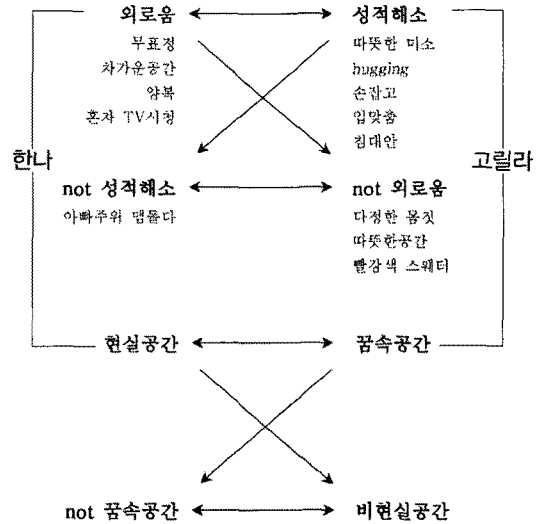 외로움 성적해소
무표정 따뜻한 미소
차가운공간 hugging
양복 손잡고
혼자 TV시청 입맞춤
침대안
한나 고릴라
not 성적해소 not 외로움
아빠주위 맴돌다 다정한 몸짓
따뜻한공간
빨강색 스웨터
현실공간 꿈속공간
not 꿈속공간 비현실공간